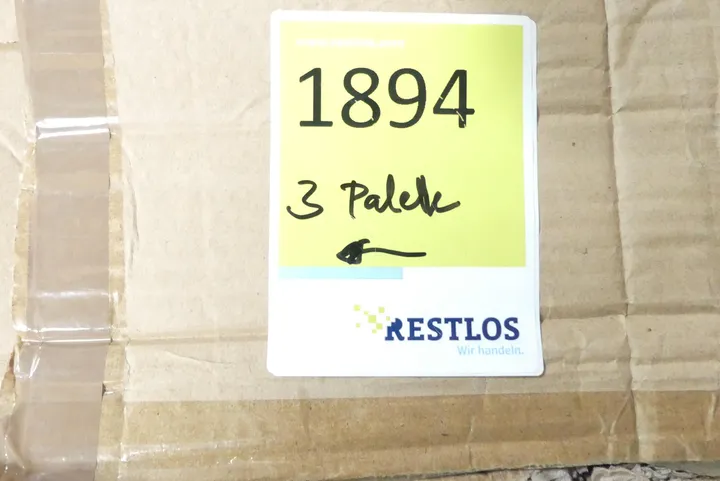 1894
3 Palette
RESTLOS
Wir handeln.